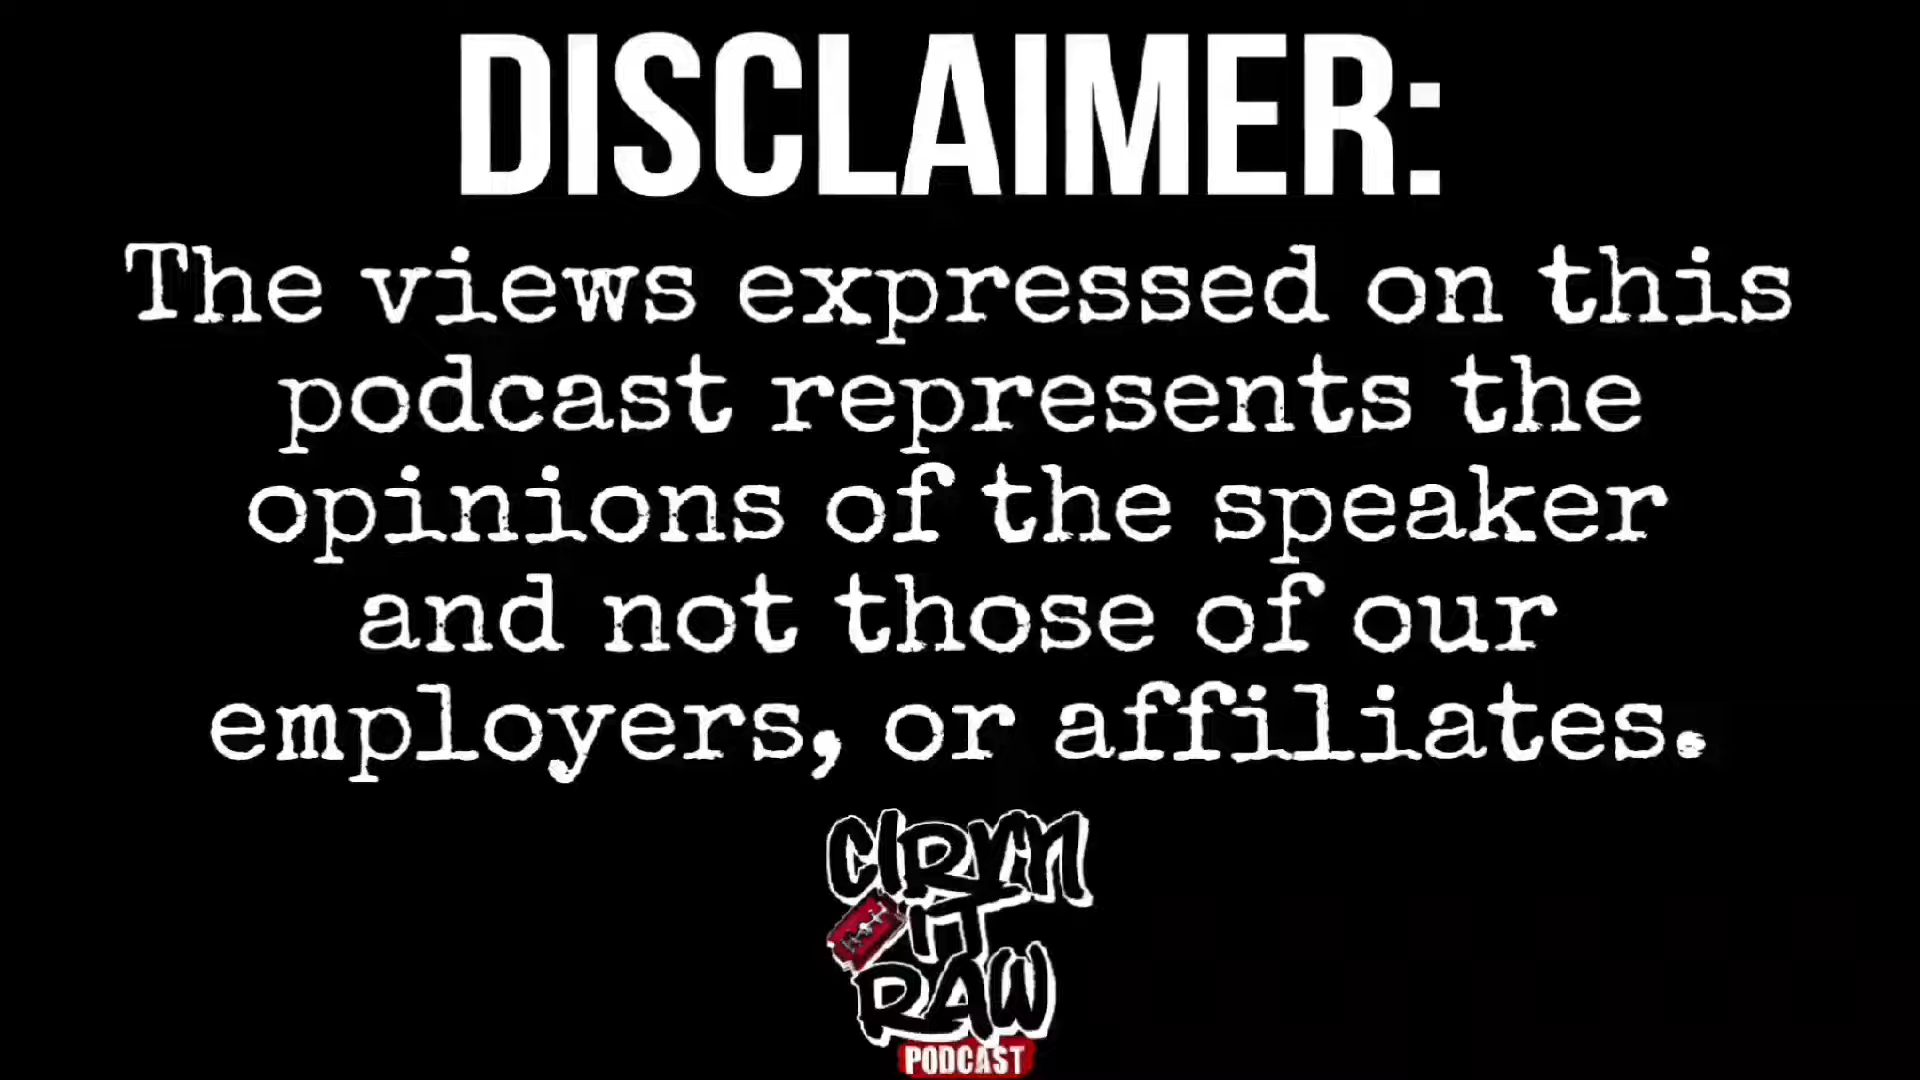 DISCLAIMER:
The views expressed on this
podcast represents the
opinions of the speaker
and not those of our
employers, or affiliates.
IT
RAW
PODCAST